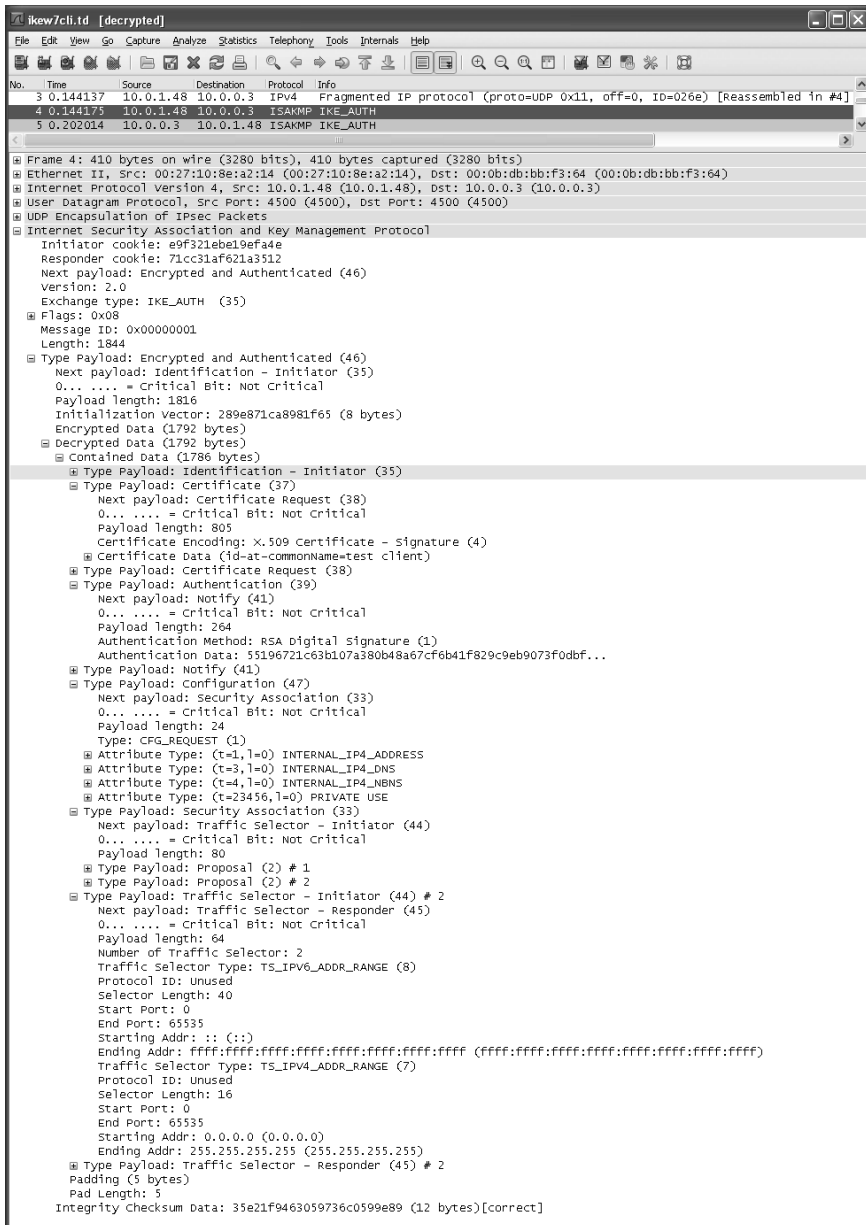 ikew7cli.td [decrypted]
File Edit View Go Capture Analyze Statistics Telephony Tools Internals Help
No. Time Source Destination Protocol Info
3 0.144137 10.0.1.48 10.0.0.3 IPv4 Fragmented IP protocol (proto=UDP 0x11, off=0, ID=026e) [Reassembled in #4]
4 0.144175 10.0.1.48 10.0.0.3 ISAKMP IKE_AUTH
5 0.202014 10.0.0.3 10.0.1.48 ISAKMP IKE_AUTH
Frame 4: 410 bytes on wire (3280 bits), 410 bytes captured (3280 bits)
Ethernet II, Src: 00:27:10:8e:a2:14 (00:27:10:8e:a2:14), Dst: 00:0b:db:bb:f3:64 (00:0b:db:bb:f3:64)
Internet Protocol Version 4, Src: 10.0.1.48 (10.0.1.48), Dst: 10.0.0.3 (10.0.0.3)
User Datagram Protocol, Src Port: 4500 (4500), Dst Port: 4500 (4500)
UDP Encapsulation of IPsec Packets
Internet Security Association and Key Management Protocol
Initiator cookie: e9f321ebe19efa4e
Responder cookie: 71cc31af621a3512
Next payload: Encrypted and Authenticated (46)
Version: 2.0
Exchange type: IKE_AUTH (35)
Flags: 0x08
Message ID: 0x00000001
Length: 1844
Type Payload: Encrypted and Authenticated (46)
Next payload: Identification - Initiator (35)
0... .... = Critical Bit: Not Critical
Payload length: 1816
Initialization Vector: 289e871ca8981f65 (8 bytes)
Encrypted Data (1792 bytes)
Decrypted Data (1792 bytes)
Contained Data (1786 bytes)
Type Payload: Identification - Initiator (35)
Type Payload: Certificate (37)
Next payload: Certificate Request (38)
0... .... = Critical Bit: Not Critical
Payload length: 805
Certificate Encoding: X.509 Certificate - Signature (4)
Certificate Data (id-at-commonName=test client)
Type Payload: Certificate Request (38)
Type Payload: Authentication (39)
Next payload: Notify (41)
0... .... = Critical Bit: Not Critical
Payload length: 264
Authentication Method: RSA Digital Signature (1)
Authentication Data: 55196721c63b107a380b48a67cf6b41f829c9eb9073f0dbf...
Type Payload: Notify (41)
Type Payload: Configuration (47)
Next payload: Security Association (33)
0... .... = Critical Bit: Not Critical
Payload length: 24
Type: CFG_REQUEST (1)
Attribute Type: (t=1,l=0) INTERNAL_IP4_ADDRESS
Attribute Type: (t=3,l=0) INTERNAL_IP4_DNS
Attribute Type: (t=4,l=0) INTERNAL_IP4_NBNS
Attribute Type: (t=23456,l=0) PRIVATE USE
Type Payload: Security Association (33)
Next payload: Traffic Selector - Initiator (44)
0... .... = Critical Bit: Not Critical
Payload length: 80
Type Payload: Proposal (2) # 1
Type Payload: Proposal (2) # 2
Type Payload: Traffic Selector - Initiator (44) # 2
Next payload: Traffic Selector - Responder (45)
0... .... = Critical Bit: Not Critical
Payload length: 64
Number of Traffic Selector: 2
Traffic Selector Type: TS_IPV6_ADDR_RANGE (8)
Protocol ID: Unused
Selector Length: 40
Start Port: 0
End Port: 65535
Starting Addr: :: (::)
Ending Addr: ffff:ffff:ffff:ffff:ffff:ffff:ffff:ffff (ffff:ffff:ffff:ffff:ffff:ffff:ffff:ffff)
Traffic Selector Type: TS_IPV4_ADDR_RANGE (7)
Protocol ID: Unused
Selector Length: 16
Start Port: 0
End Port: 65535
Starting Addr: 0.0.0.0 (0.0.0.0)
Ending Addr: 255.255.255.255 (255.255.255.255)
Type Payload: Traffic Selector - Responder (45) # 2
Padding (5 bytes)
Pad Length: 5
Integrity Checksum Data: 35e21f9463059736c0599e89 (12 bytes)[correct]